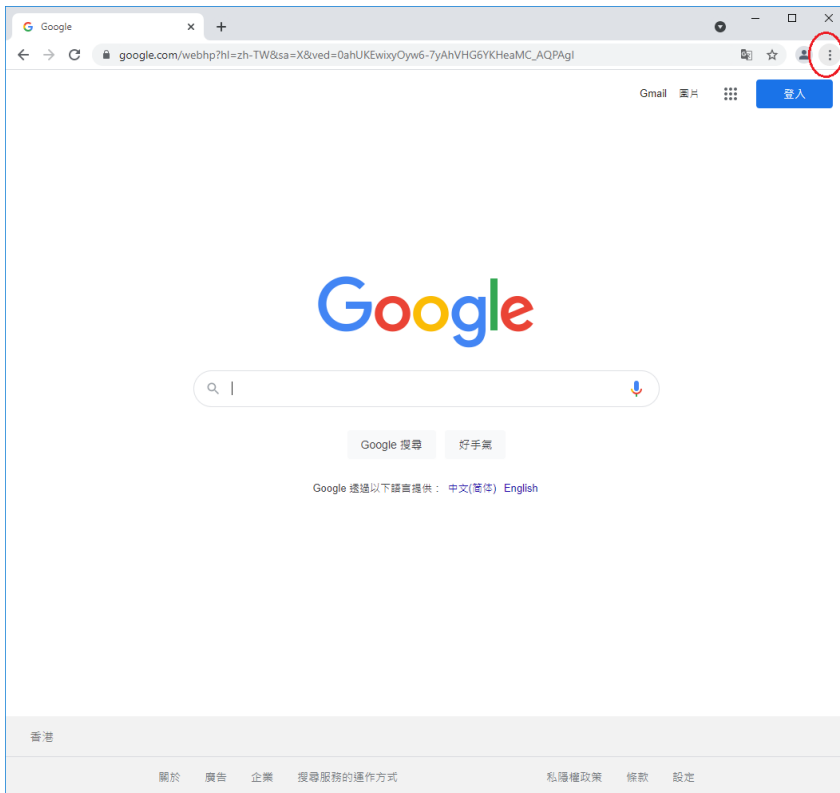 Google
google.com/webhp?hl=zh-TW&sa=X&ved=0ahUKEwixyOyw6-7yAhVHG6YKHeaMC_AQPAgI
Gmail 圖片 登入
Google
Google 搜尋 好手氣
Google 透過以下語言提供： 中文(简体) English
香港
關於 廣告 企業 搜尋服務的運作方式 私隱權政策 條款 設定